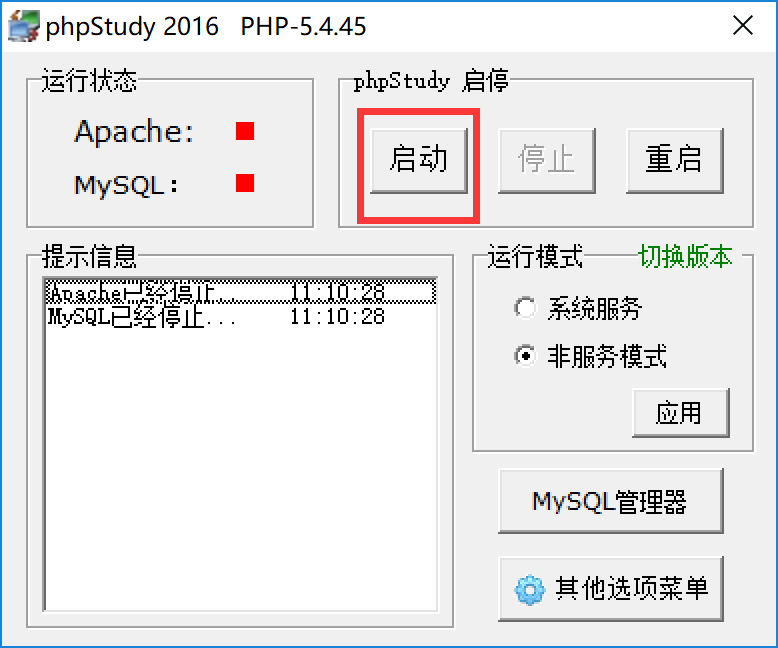 phpStudy 2016 PHP-5.4.45
运行状态
Apache:
MySQL:
phpStudy 启停
启动
停止
重启
提示信息
Apache已经停止... 11:10:28
MySQL已经停止... 11:10:28
运行模式
切换版本
系统服务
非服务模式
应用
MySQL管理器
其他选项菜单